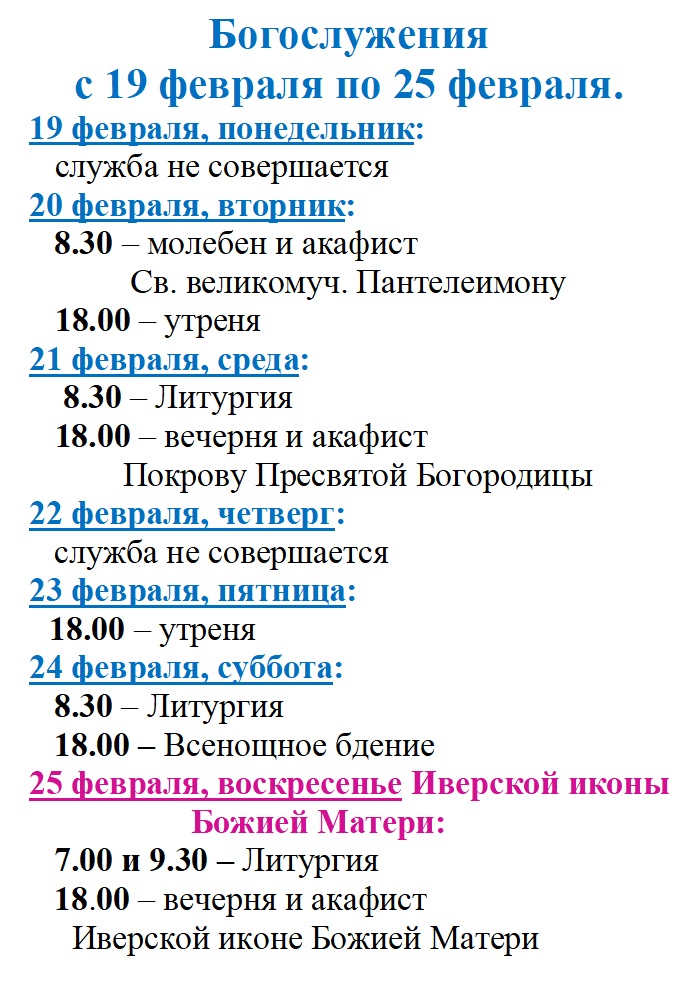 Богослужения
с 19 февраля по 25 февраля.
19 февраля, понедельник:
служба не совершается
20 февраля, вторник:
8.30 – молебен и акафист
Св. великомуч. Пантелеимону
18.00 – утреня
21 февраля, среда:
8.30 – Литургия
18.00 – вечерня и акафист
Покрову Пресвятой Богородицы
22 февраля, четверг:
служба не совершается
23 февраля, пятница:
18.00 – утреня
24 февраля, суббота:
8.30 – Литургия
18.00 – Всенощное бдение
25 февраля, воскресенье Иверской иконы
Божией Матери:
7.00 и 9.30 – Литургия
18.00 – вечерня и акафист
Иверской иконе Божией Матери